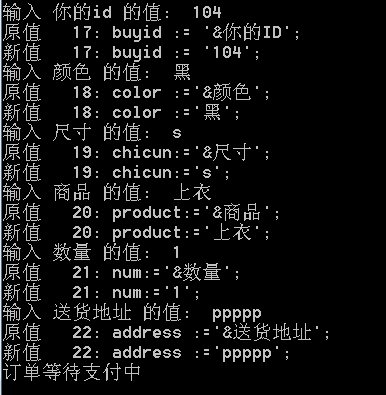 输入 你的id 的值:  104
原值   17: buyid := '&你的ID';
新值   17: buyid := '104';
输入 颜色 的值:  黑
原值   18: color :='&颜色';
新值   18: color :='黑';
输入 尺寸 的值:  s
原值   19: chicun:='&尺寸';
新值   19: chicun:='s';
输入 商品 的值:  上衣
原值   20: product:='&商品';
新值   20: product:='上衣';
输入 数量 的值:  1
原值   21: num:='&数量';
新值   21: num:='1';
输入 送货地址 的值:  ppppp
原值   22: address :='&送货地址';
新值   22: address :='ppppp';
订单等待支付中